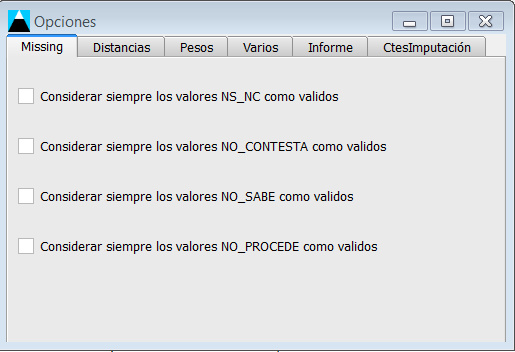 Opciones
Missing Distancias Pesos Varios Informe CtesImputación
Considerar siempre los valores NS_NC como validos
Considerar siempre los valores NO_CONTESTA como validos
Considerar siempre los valores NO_SABE como validos
Considerar siempre los valores NO_PROCEDE como validos